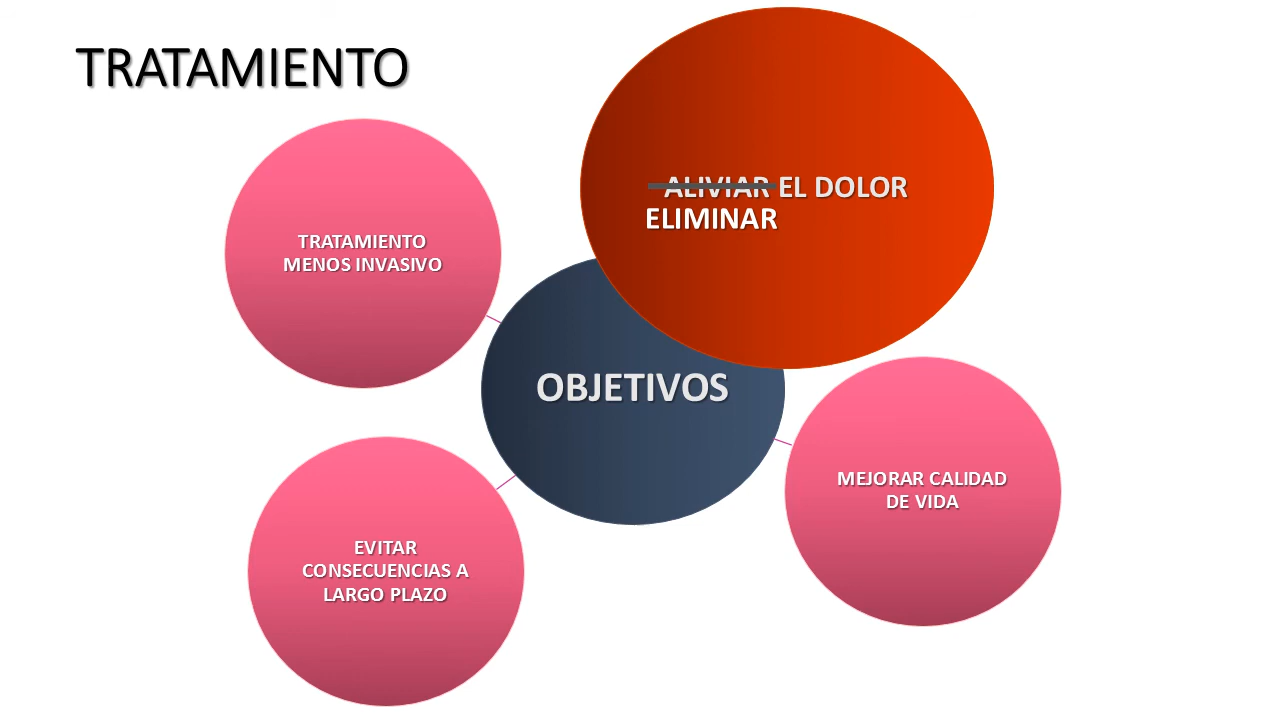 TRATAMIENTO
ALIVIAR EL DOLOR
ELIMINAR
TRATAMIENTO
MENOS INVASIVO
OBJETIVOS
MEJORAR CALIDAD
DE VIDA
EVITAR
CONSECUENCIAS A
LARGO PLAZO